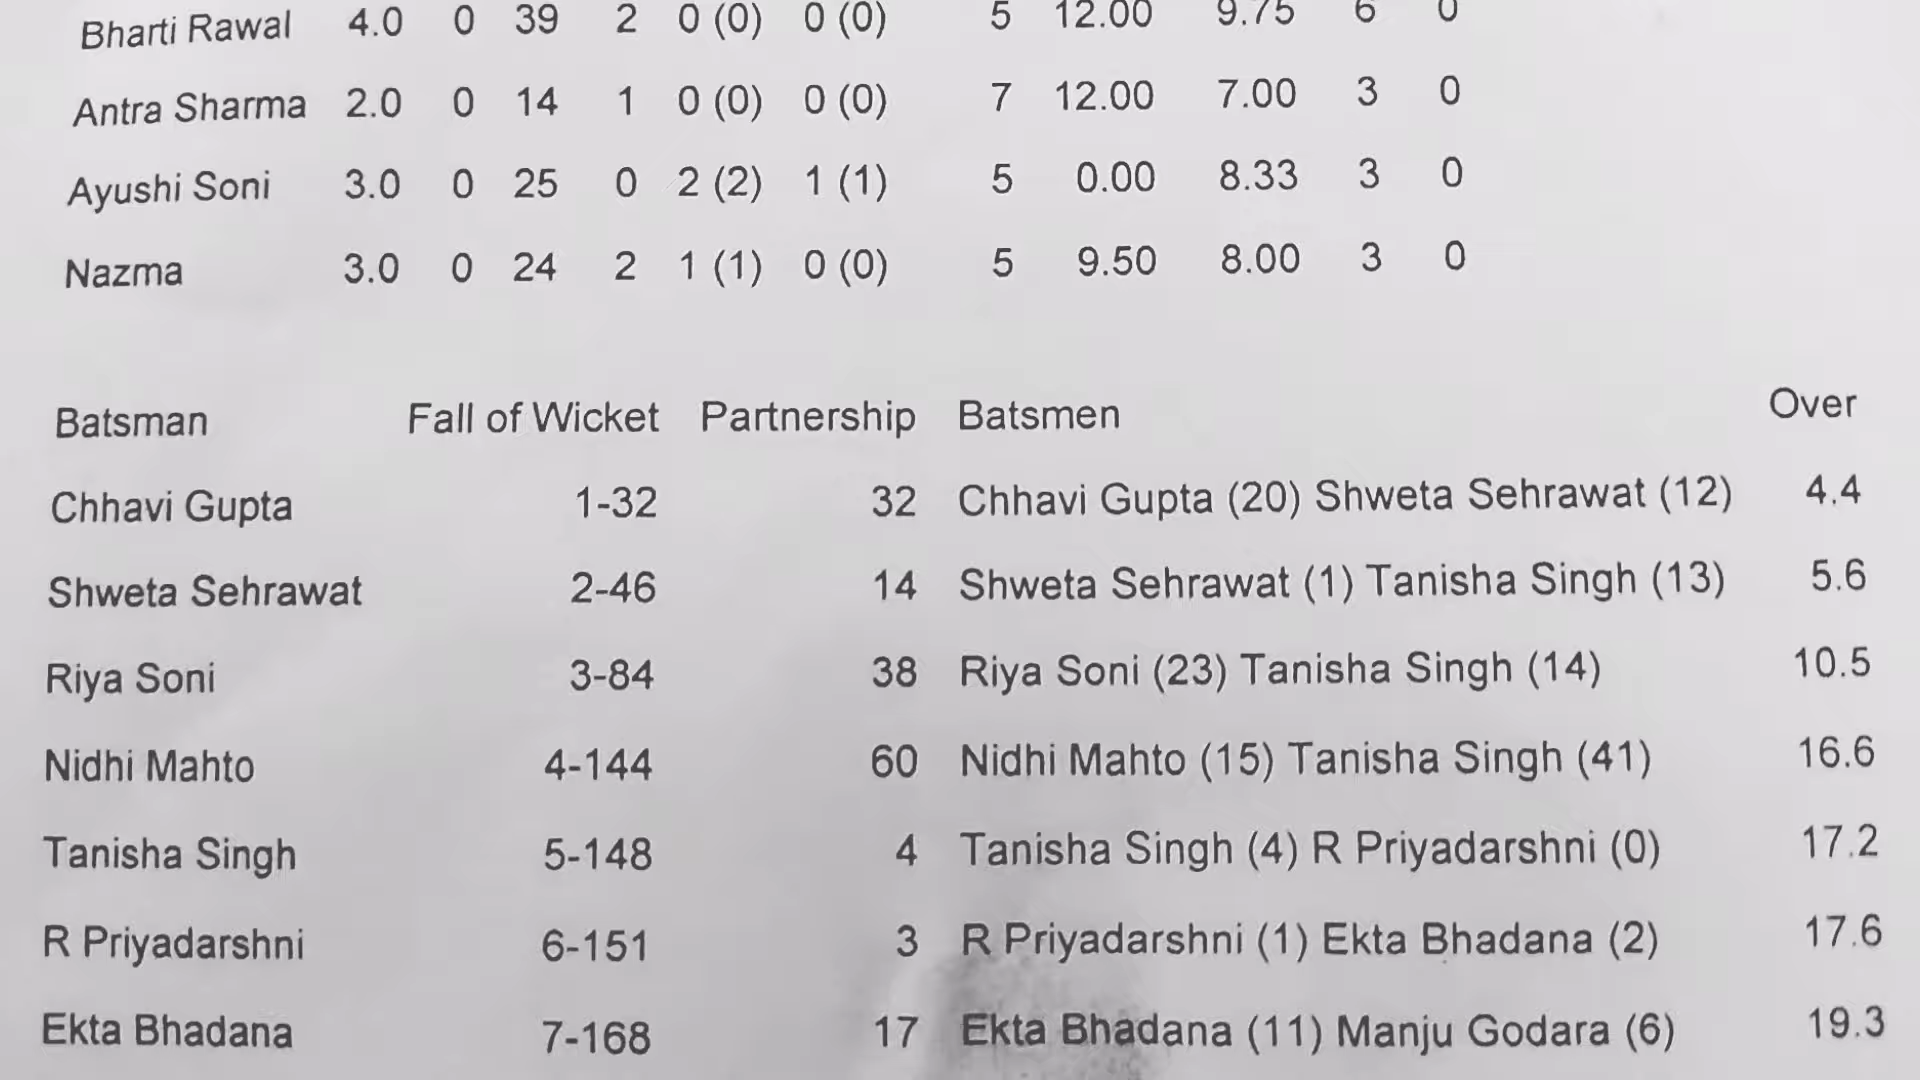 Bharti Rawal 4.0 0 39 2 0 (0) 0 (0) 5 12.00 9.75 6 0
Antra Sharma 2.0 0 14 1 0 (0) 0 (0) 7 12.00 7.00 3 0
Ayushi Soni 3.0 0 25 0 2 (2) 1 (1) 5 0.00 8.33 3 0
Nazma 3.0 0 24 2 1 (1) 0 (0) 5 9.50 8.00 3 0
Batsman Fall of Wicket Partnership Batsmen Over
Chhavi Gupta 1-32 32 Chhavi Gupta (20) Shweta Sehrawat (12) 4.4
Shweta Sehrawat 2-46 14 Shweta Sehrawat (1) Tanisha Singh (13) 5.6
Riya Soni 3-84 38 Riya Soni (23) Tanisha Singh (14) 10.5
Nidhi Mahto 4-144 60 Nidhi Mahto (15) Tanisha Singh (41) 16.6
Tanisha Singh 5-148 4 Tanisha Singh (4) R Priyadarshni (0) 17.2
R Priyadarshni 6-151 3 R Priyadarshni (1) Ekta Bhadana (2) 17.6
Ekta Bhadana 7-168 17 Ekta Bhadana (11) Manju Godara (6) 19.3